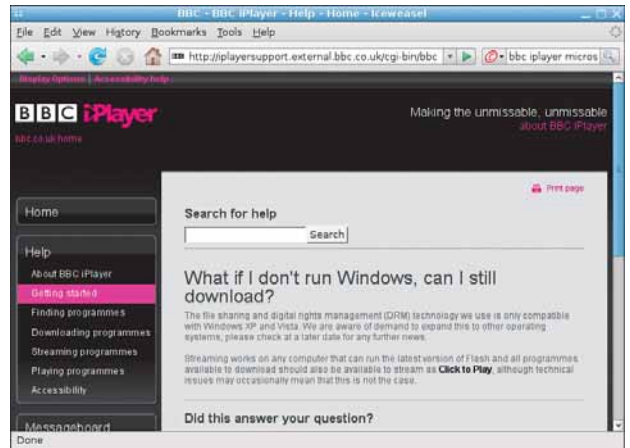 BBC - BBC iPlayer - Help - Home - Iceweasel
File Edit View History Bookmarks Tools Help
http://iplayersupport.external.bbc.co.uk/cgi-bin/bbc
bbc iplayer micros
Display Options | Accessibility help
BBC iPlayer
Making the unmissable, unmissable
bbc.co.uk home
about BBC iPlayer
Print page
Home
Search for help
Search
Help
About BBC iPlayer
Getting started
Finding programmes
Downloading programmes
Streaming programmes
Playing programmes
Accessibility
Messageboard
What if I don't run Windows, can I still
download?
The file sharing and digital rights management (DRM) technology we use is only compatible
with Windows XP and Vista. We are aware of demand to expand this to other operating
systems, please check at a later date for any further news.
Streaming works on any computer that can run the latest version of Flash and all programmes
available to download should also be available to stream as Click to Play, although technical
issues may occasionally mean that this is not the case.
Did this answer your question?
Done